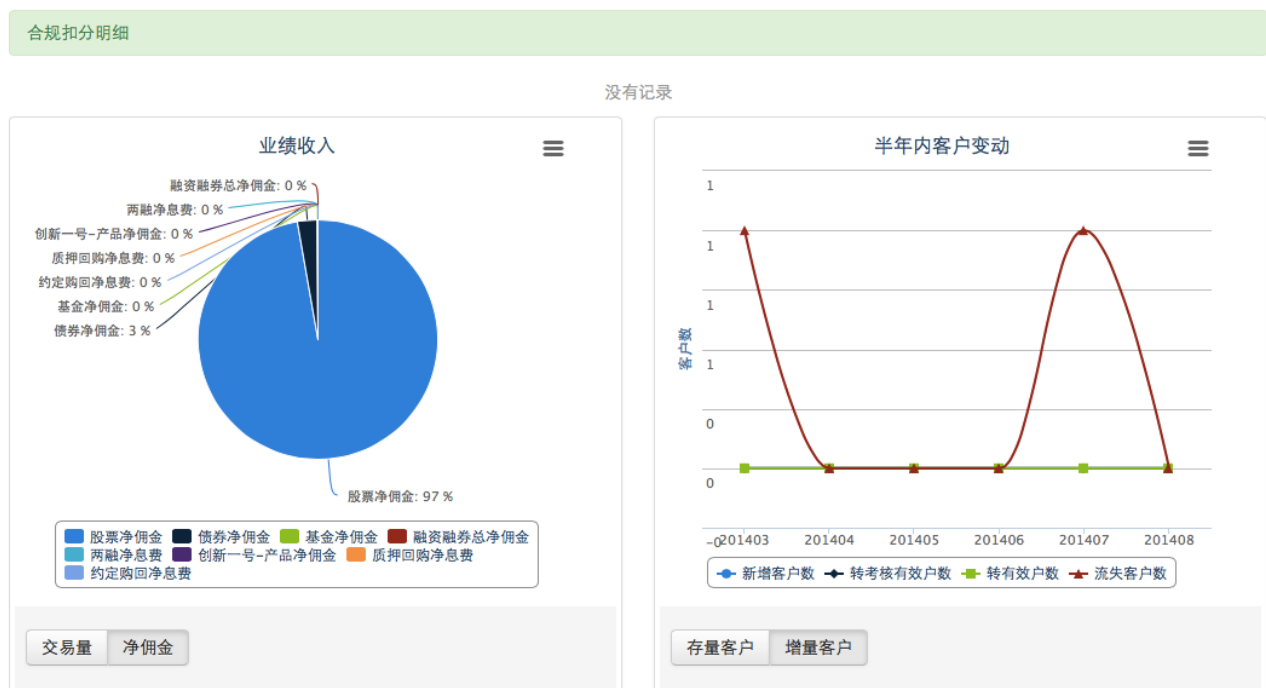 合规扣分明细
没有记录
业绩收入
融资融券总净佣金: 0 %
两融净息费: 0 %
创新一号-产品净佣金: 0 %
质押回购净息费: 0 %
约定购回净息费: 0 %
基金净佣金: 0 %
债券净佣金: 3 %
股票净佣金: 97 %
股票净佣金 债券净佣金 基金净佣金 融资融券总净佣金
两融净息费 创新一号-产品净佣金 质押回购净息费
约定购回净息费
交易量 净佣金
半年内客户变动
1
1
1
1
0
0
-0
客户数
201403 201404 201405 201406 201407 201408
新增客户数 转考核有效户数 转有效户数 流失客户数
存量客户 增量客户